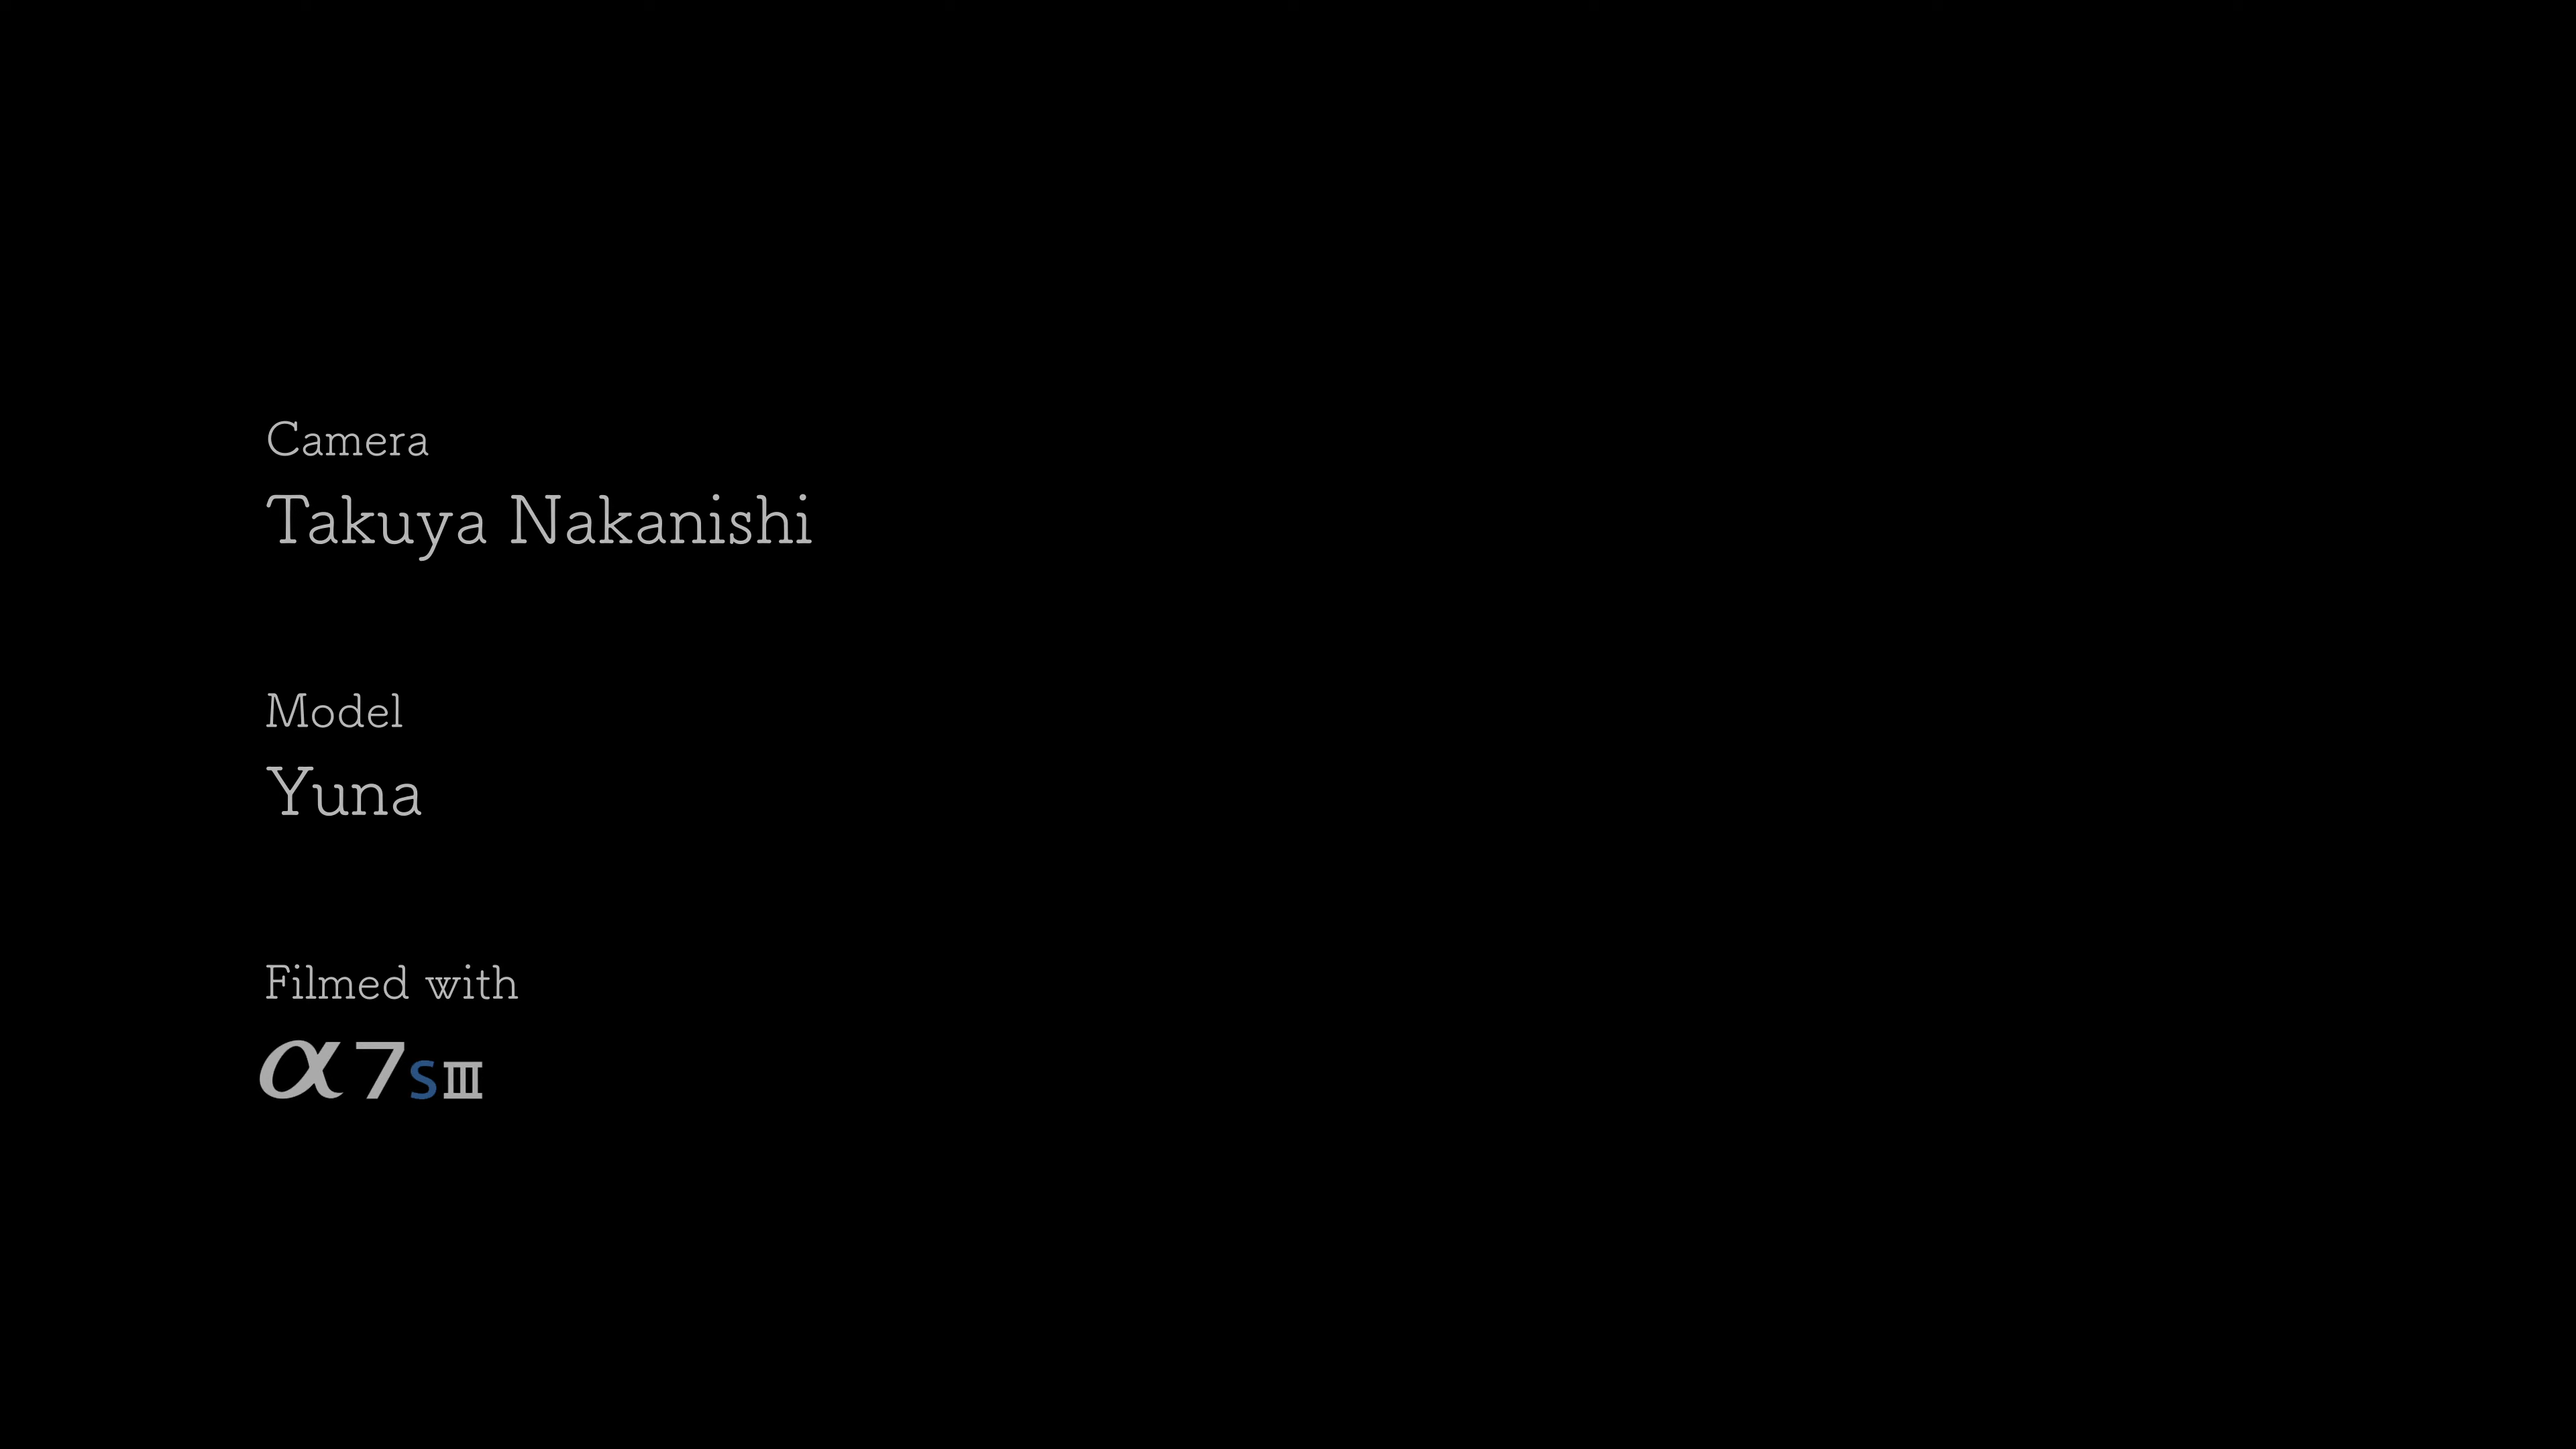 Camera
Takuya Nakanishi
Model
Yuna
Filmed with
α7SIII